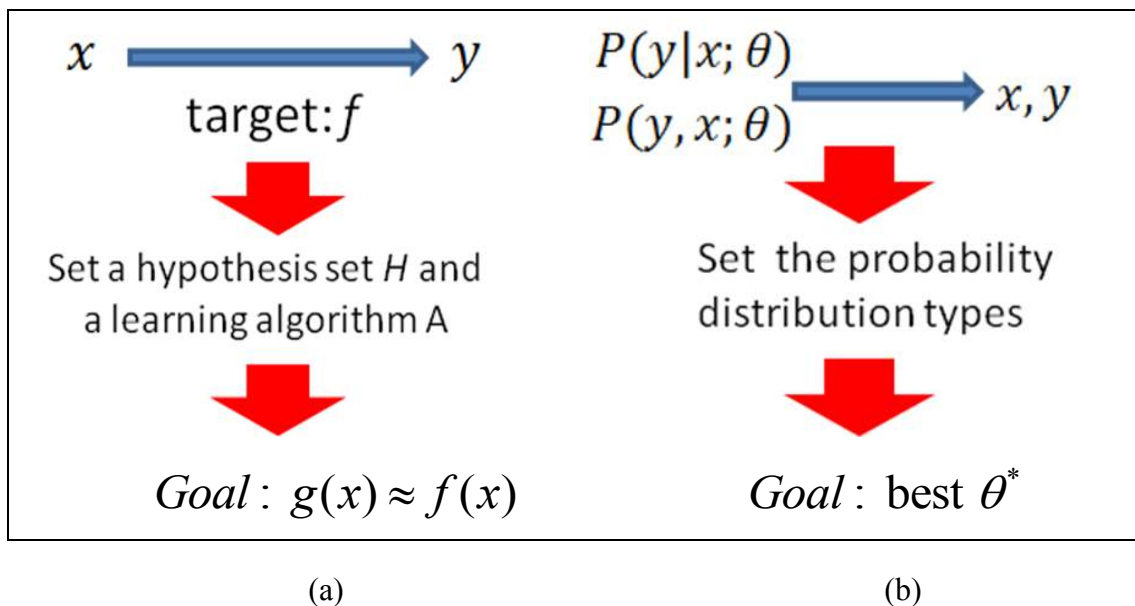 x y
target: f
Set a hypothesis set H and
a learning algorithm A
Goal : g(x) ≈ f(x)
(a)
P(y|x; θ)
P(y, x; θ)
x, y
Set the probability
distribution types
Goal : best θ*
(b)